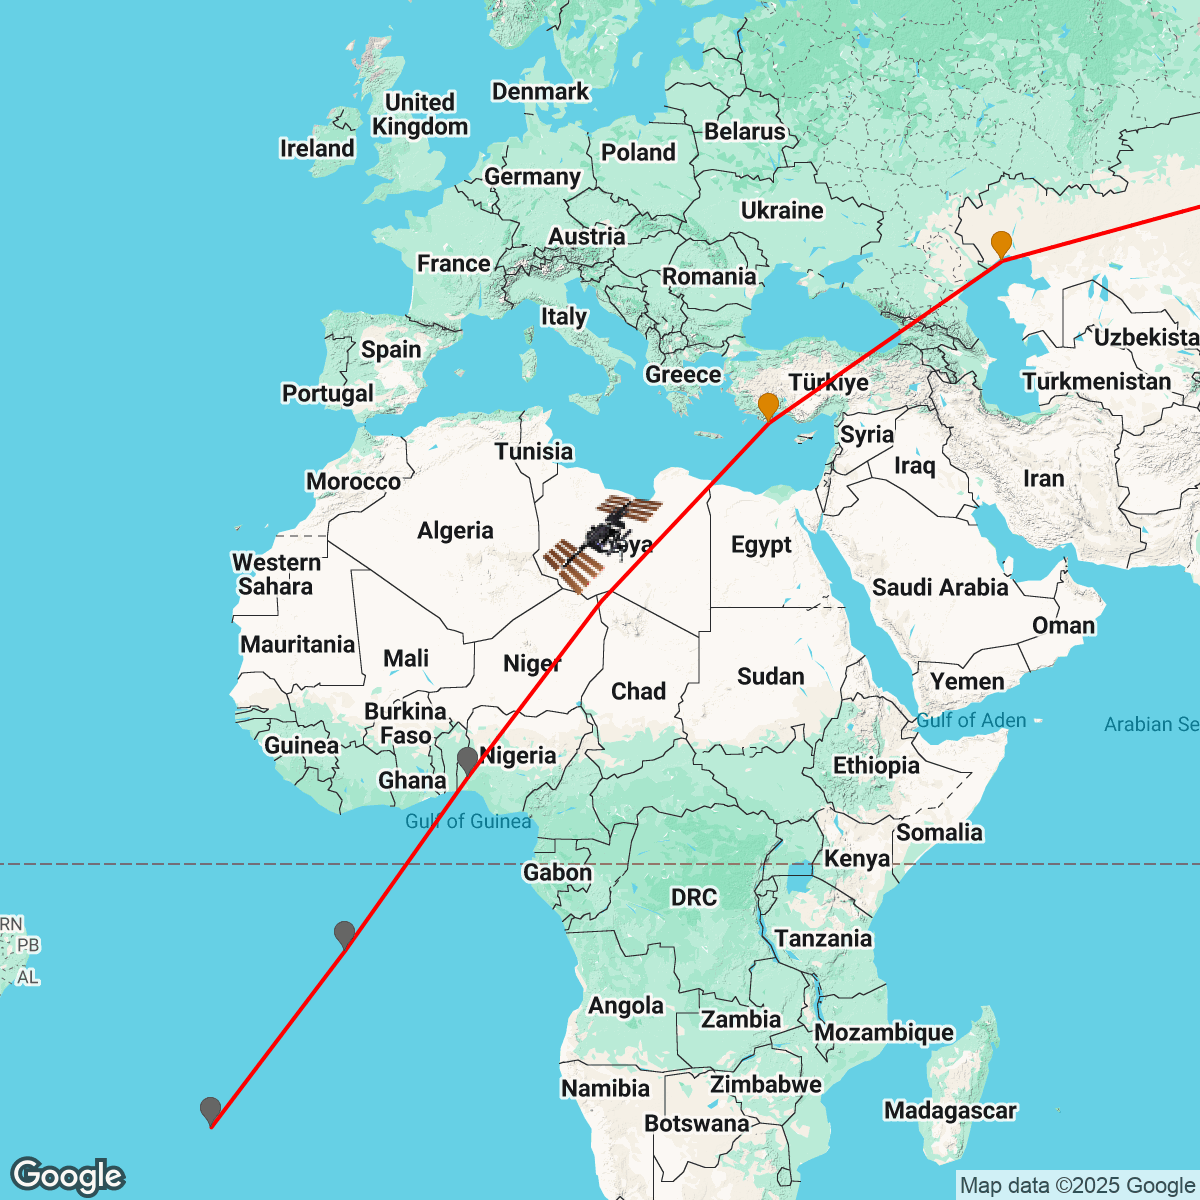 Denmark
United
Kingdom
Belarus
Ireland
Poland
Germany
Ukraine
Austria
France
Romania
Italy
Uzbekista
Spain
Greece
Türkiye
Turkmenistan
Portugal
Syria
Tunisia
Iraq
Morocco
Iran
Algeria
ya
Egypt
Western
Sahara
Saudi Arabia
Oman
Mauritania
Mali
Niger
Chad
Sudan
Yemen
Burkina
Faso
Gulf of Aden
Arabian Se
Guinea
Nigeria
Ghana
Ethiopia
Gulf of Guinea
Somalia
Kenya
Gabon
DRC
RN
PB
AL
Tanzania
Angola
Zambia
Mozambique
Namibia
Zimbabwe
Madagascar
Botswana
Google
Map data ©2025 Google